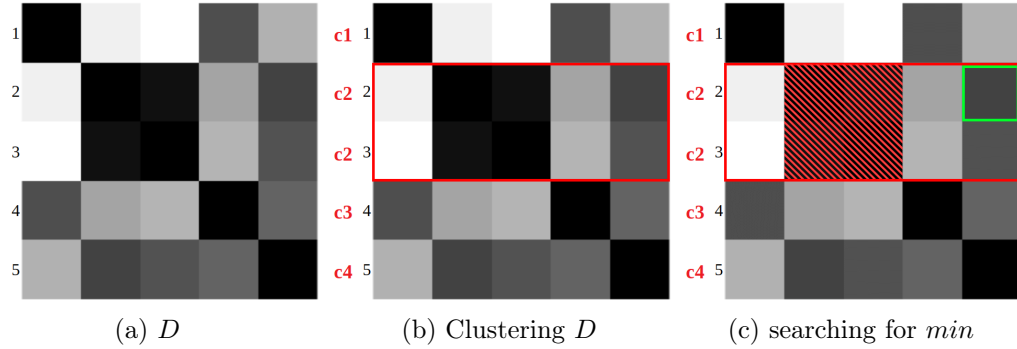 1
2
3
4
5
c1 1
c2 2
c2 3
c3 4
c4 5
c1 1
c2 2
c2 3
c3 4
c4 5
(a) D
(b) Clustering D
(c) searching for min